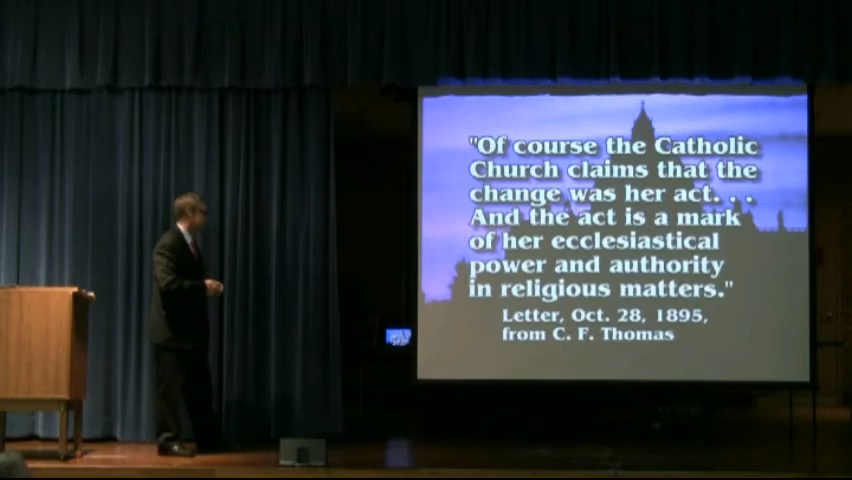 "Of course the Catholic
Church claims that the
change was her act. . .
And the act is a mark
of her ecclesiastical
power and authority
in religious matters."
Letter, Oct. 28, 1895,
from C. F. Thomas